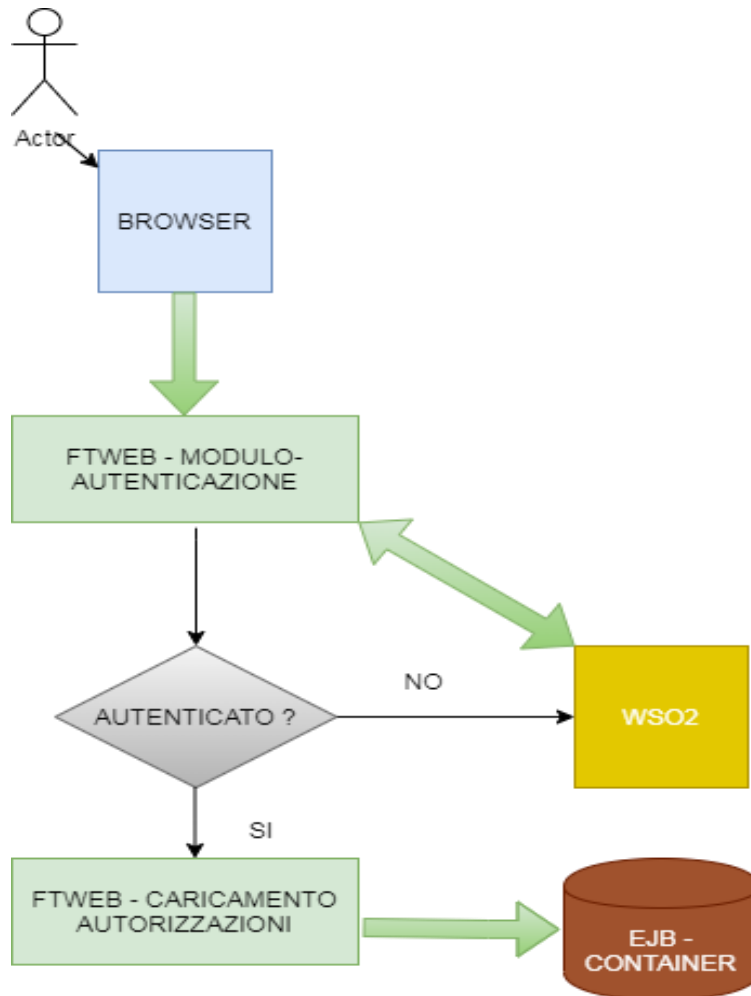 Actor
BROWSER
FTWEB - MODULO-
AUTENTICAZIONE
AUTENTICATO ?
NO
WSO2
SI
FTWEB - CARICAMENTO
AUTORIZZAZIONI
EJB -
CONTAINER